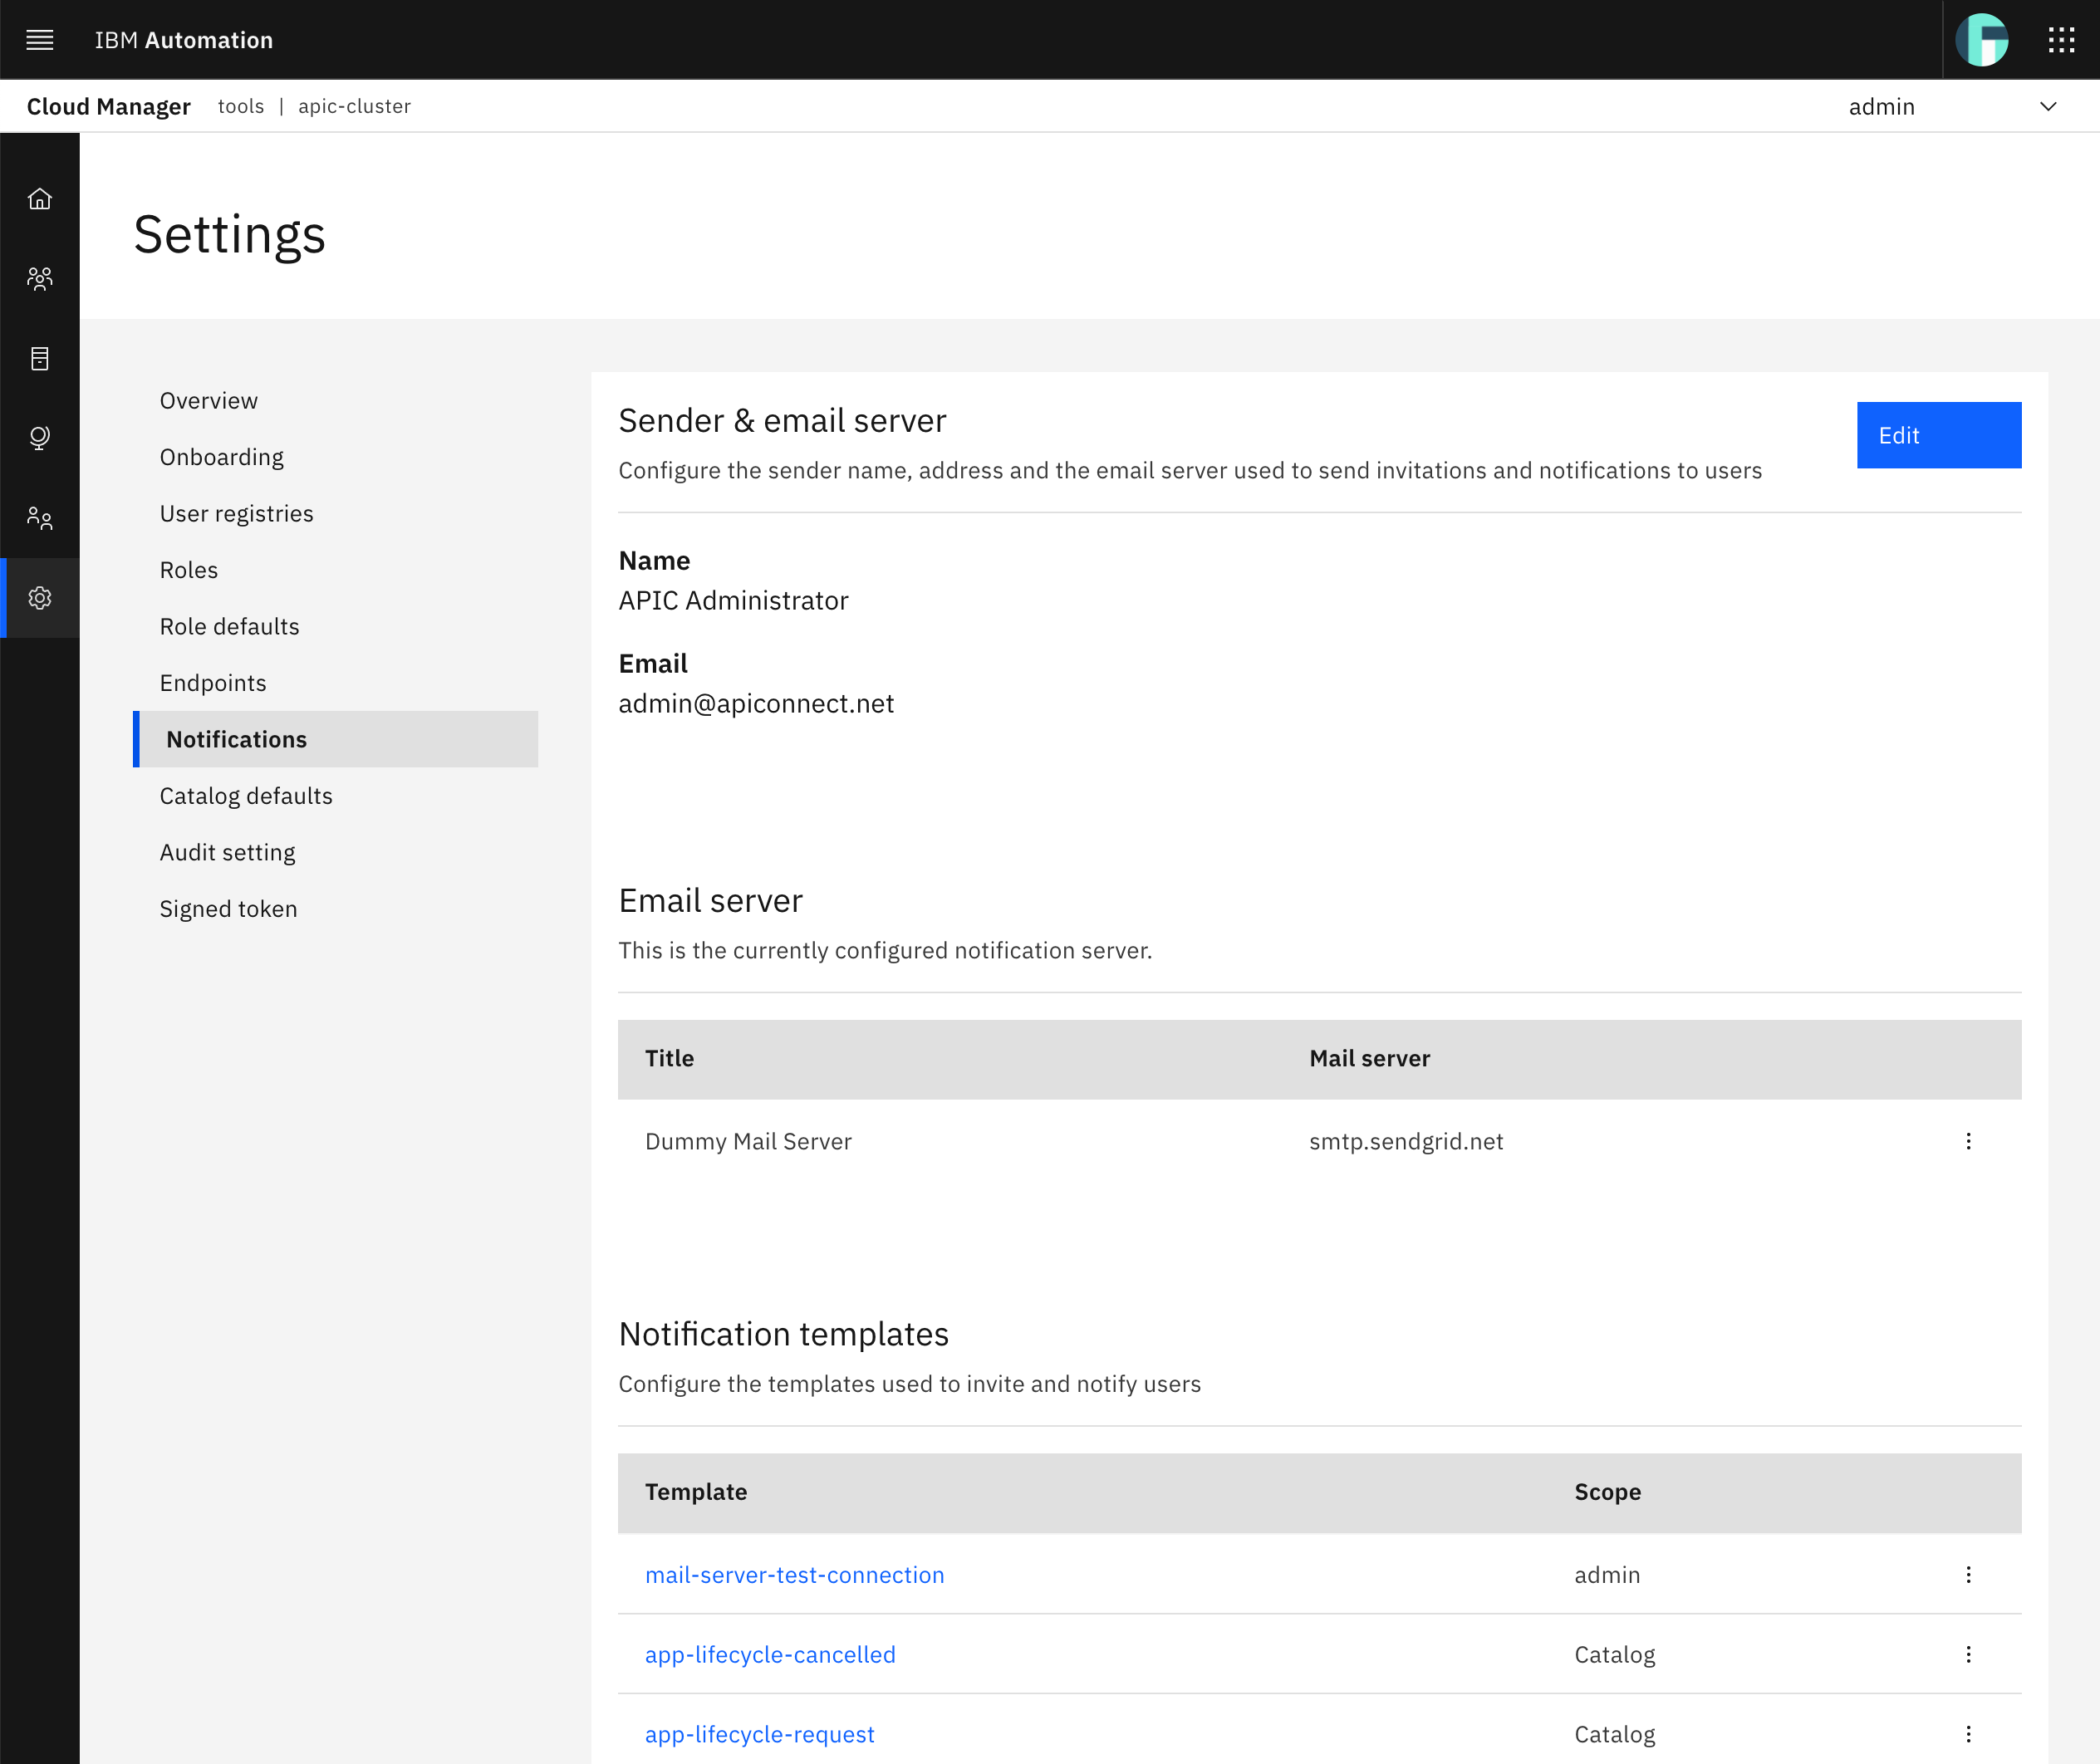 IBM Automation
Cloud Manager tools | apic-cluster admin
Settings
Overview
Onboarding
User registries
Roles
Role defaults
Endpoints
Notifications
Catalog defaults
Audit setting
Signed token
Sender & email server
Edit
Configure the sender name, address and the email server used to send invitations and notifications to users
Name
APIC Administrator
Email
admin@apiconnect.net
Email server
This is the currently configured notification server.
Title Mail server
Dummy Mail Server smtp.sendgrid.net
Notification templates
Configure the templates used to invite and notify users
Template Scope
mail-server-test-connection admin
app-lifecycle-cancelled Catalog
app-lifecycle-request Catalog